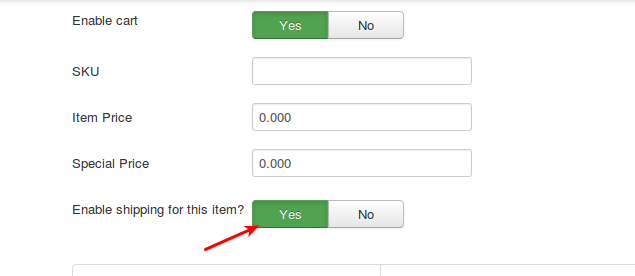 Enable cart Yes No
SKU
Item Price 0.000
Special Price 0.000
Enable shipping for this item? Yes No